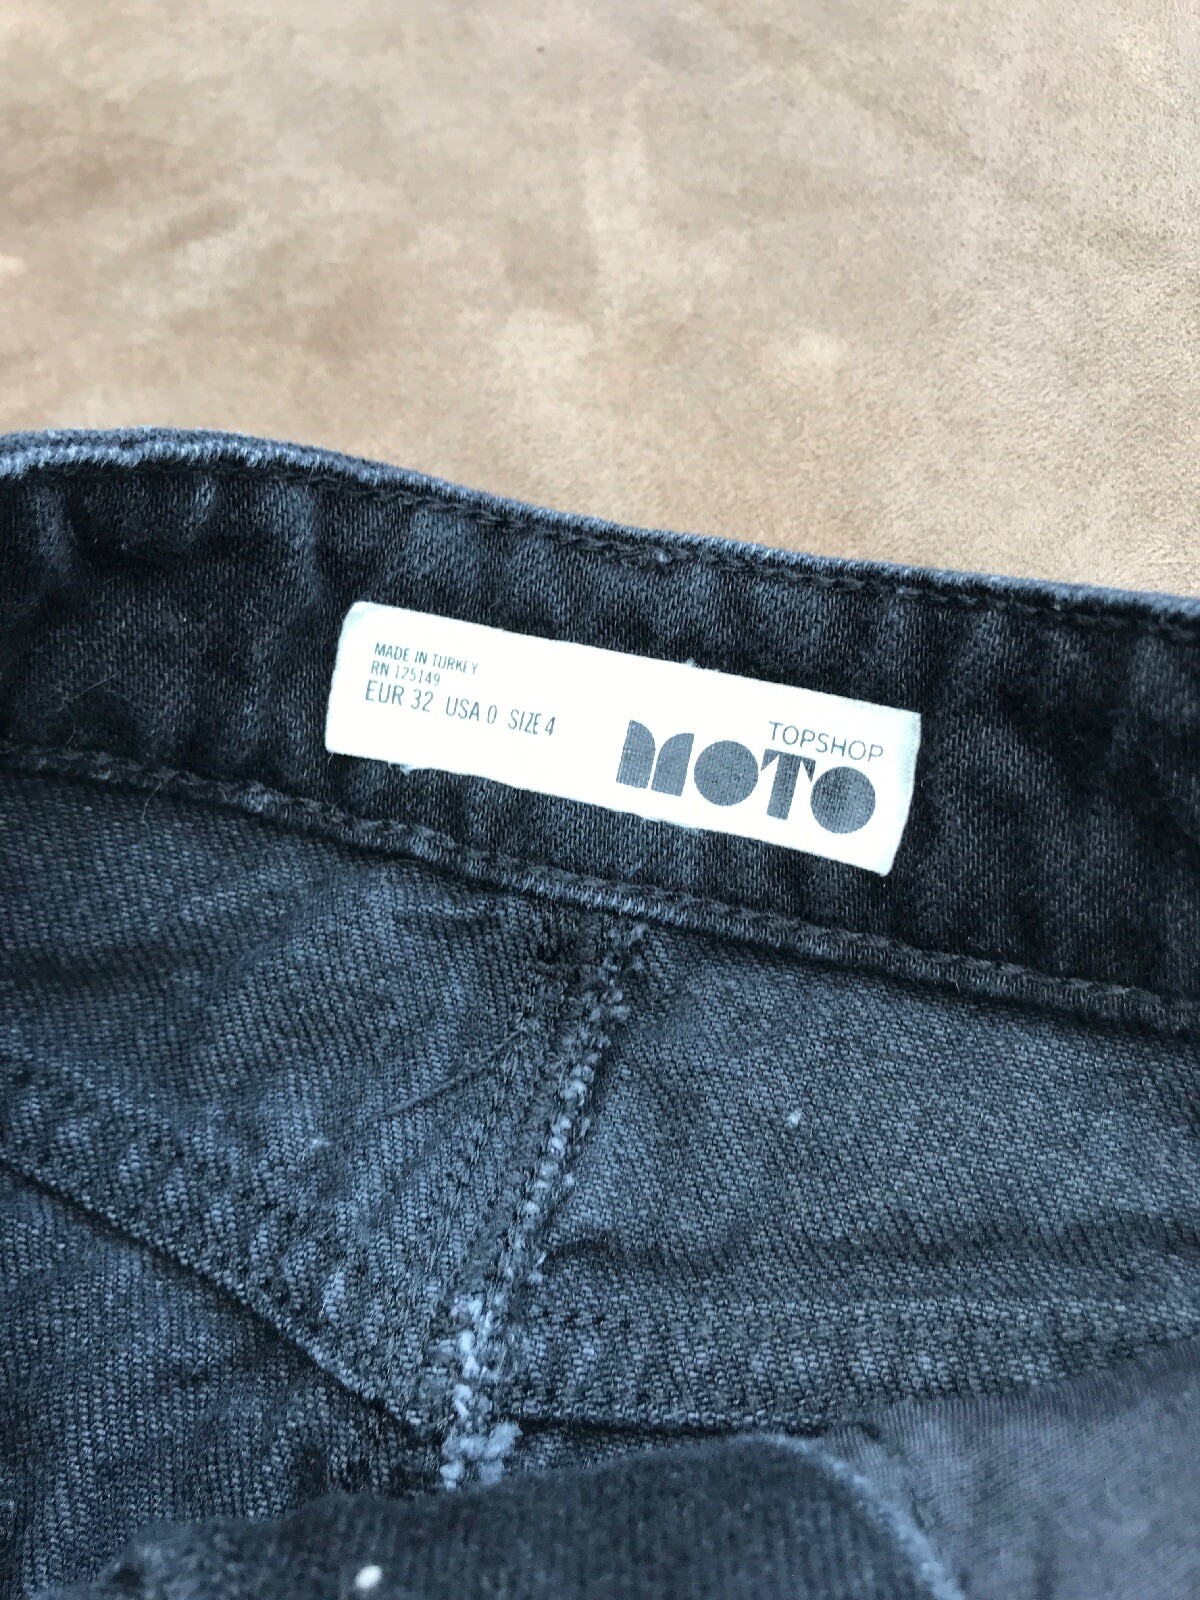 MADE IN TURKEY
RN 125149
EUR 32 USA 0 SIZE 4
TOPSHOP
MOTO